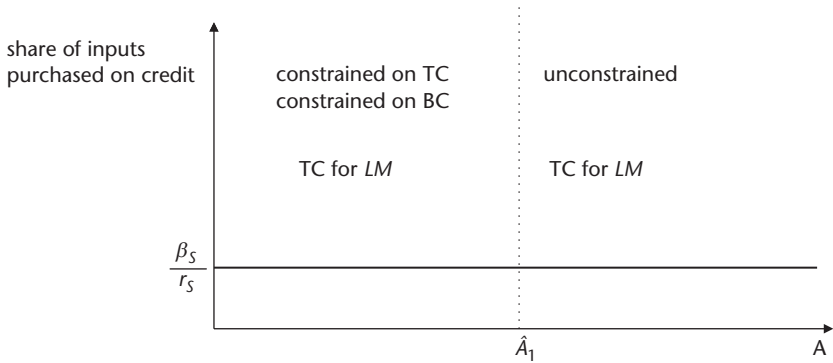 share of inputs
purchased on credit
constrained on TC
constrained on BC
unconstrained
TC for LM
TC for LM
β_S
r_S
Â_1
A